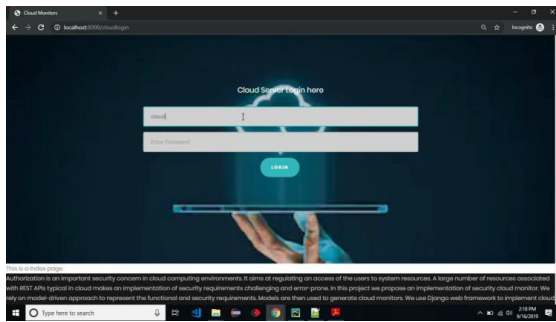 Cloud Monitors
localhost:8000/cloudlogin
Incognito
Cloud Server Login here
cloud
Enter Password
LOGIN
This is a index page
Authorization is an important security concern in cloud computing environments. It aims at regulating an access of the users to system resources. A large number of resources associated
with REST APIs typical in cloud makes an implementation of security requirements challenging and error-prone. In this project we propose an implementation of security cloud monitor. We
rely on model-driven approach to represent the functional and security requirements. Models are then used to generate cloud monitors. We use Django web framework to implement cloud
Type here to search
2:18 PM
9/16/2019